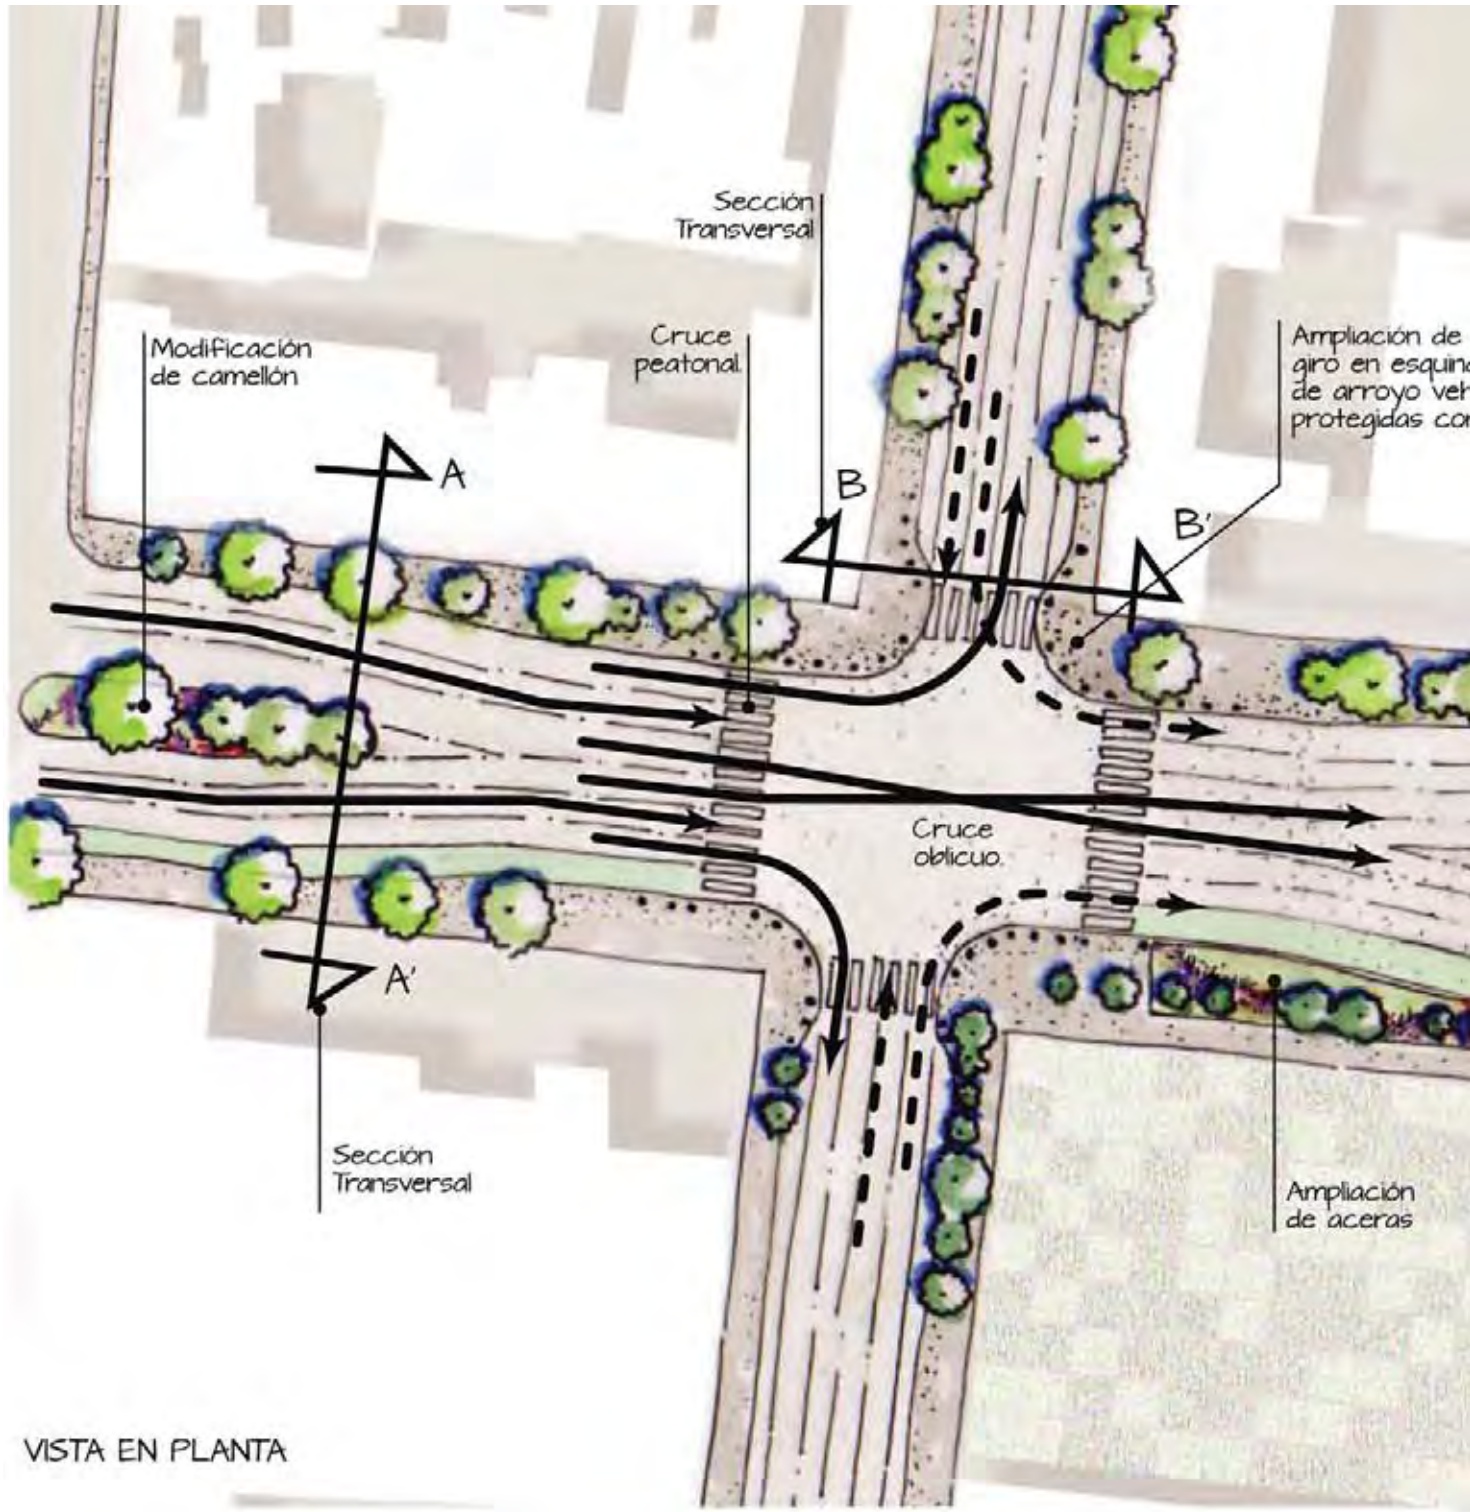 Sección
Transversal
Modificación
de camellón
Cruce
peatonal.
Ampliación de
giro en esquina
de arroyo veh
protegidas con
A
B
B'
Cruce
oblicuo.
A'
Sección
Transversal
Ampliación
de aceras
VISTA EN PLANTA